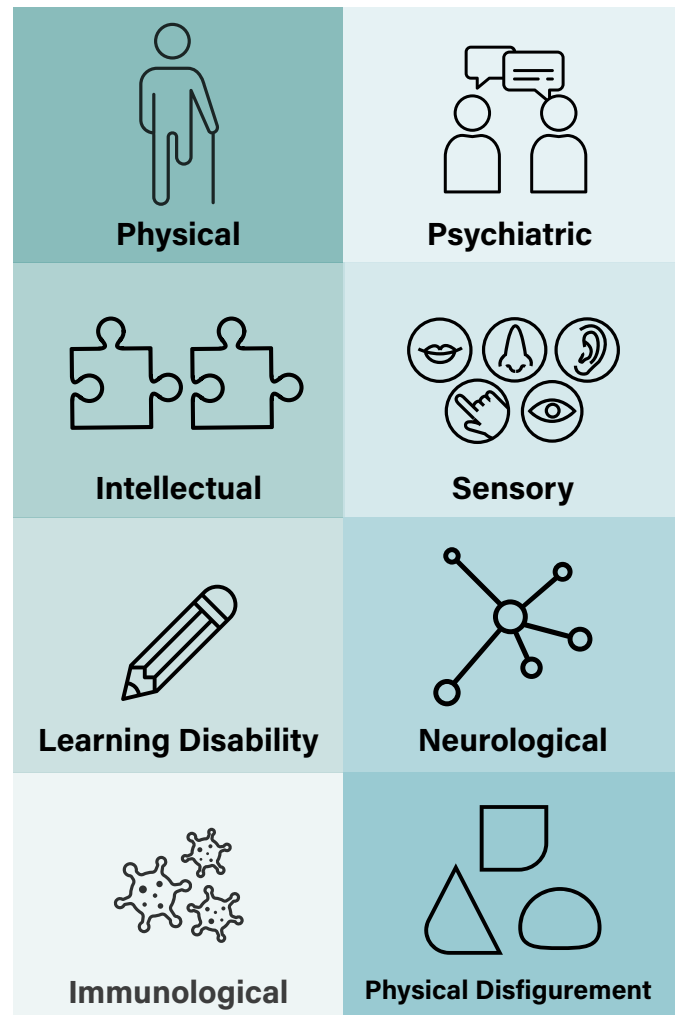 Physical
Psychiatric
Intellectual
Sensory
Learning Disability
Neurological
Immunological
Physical Disfigurement